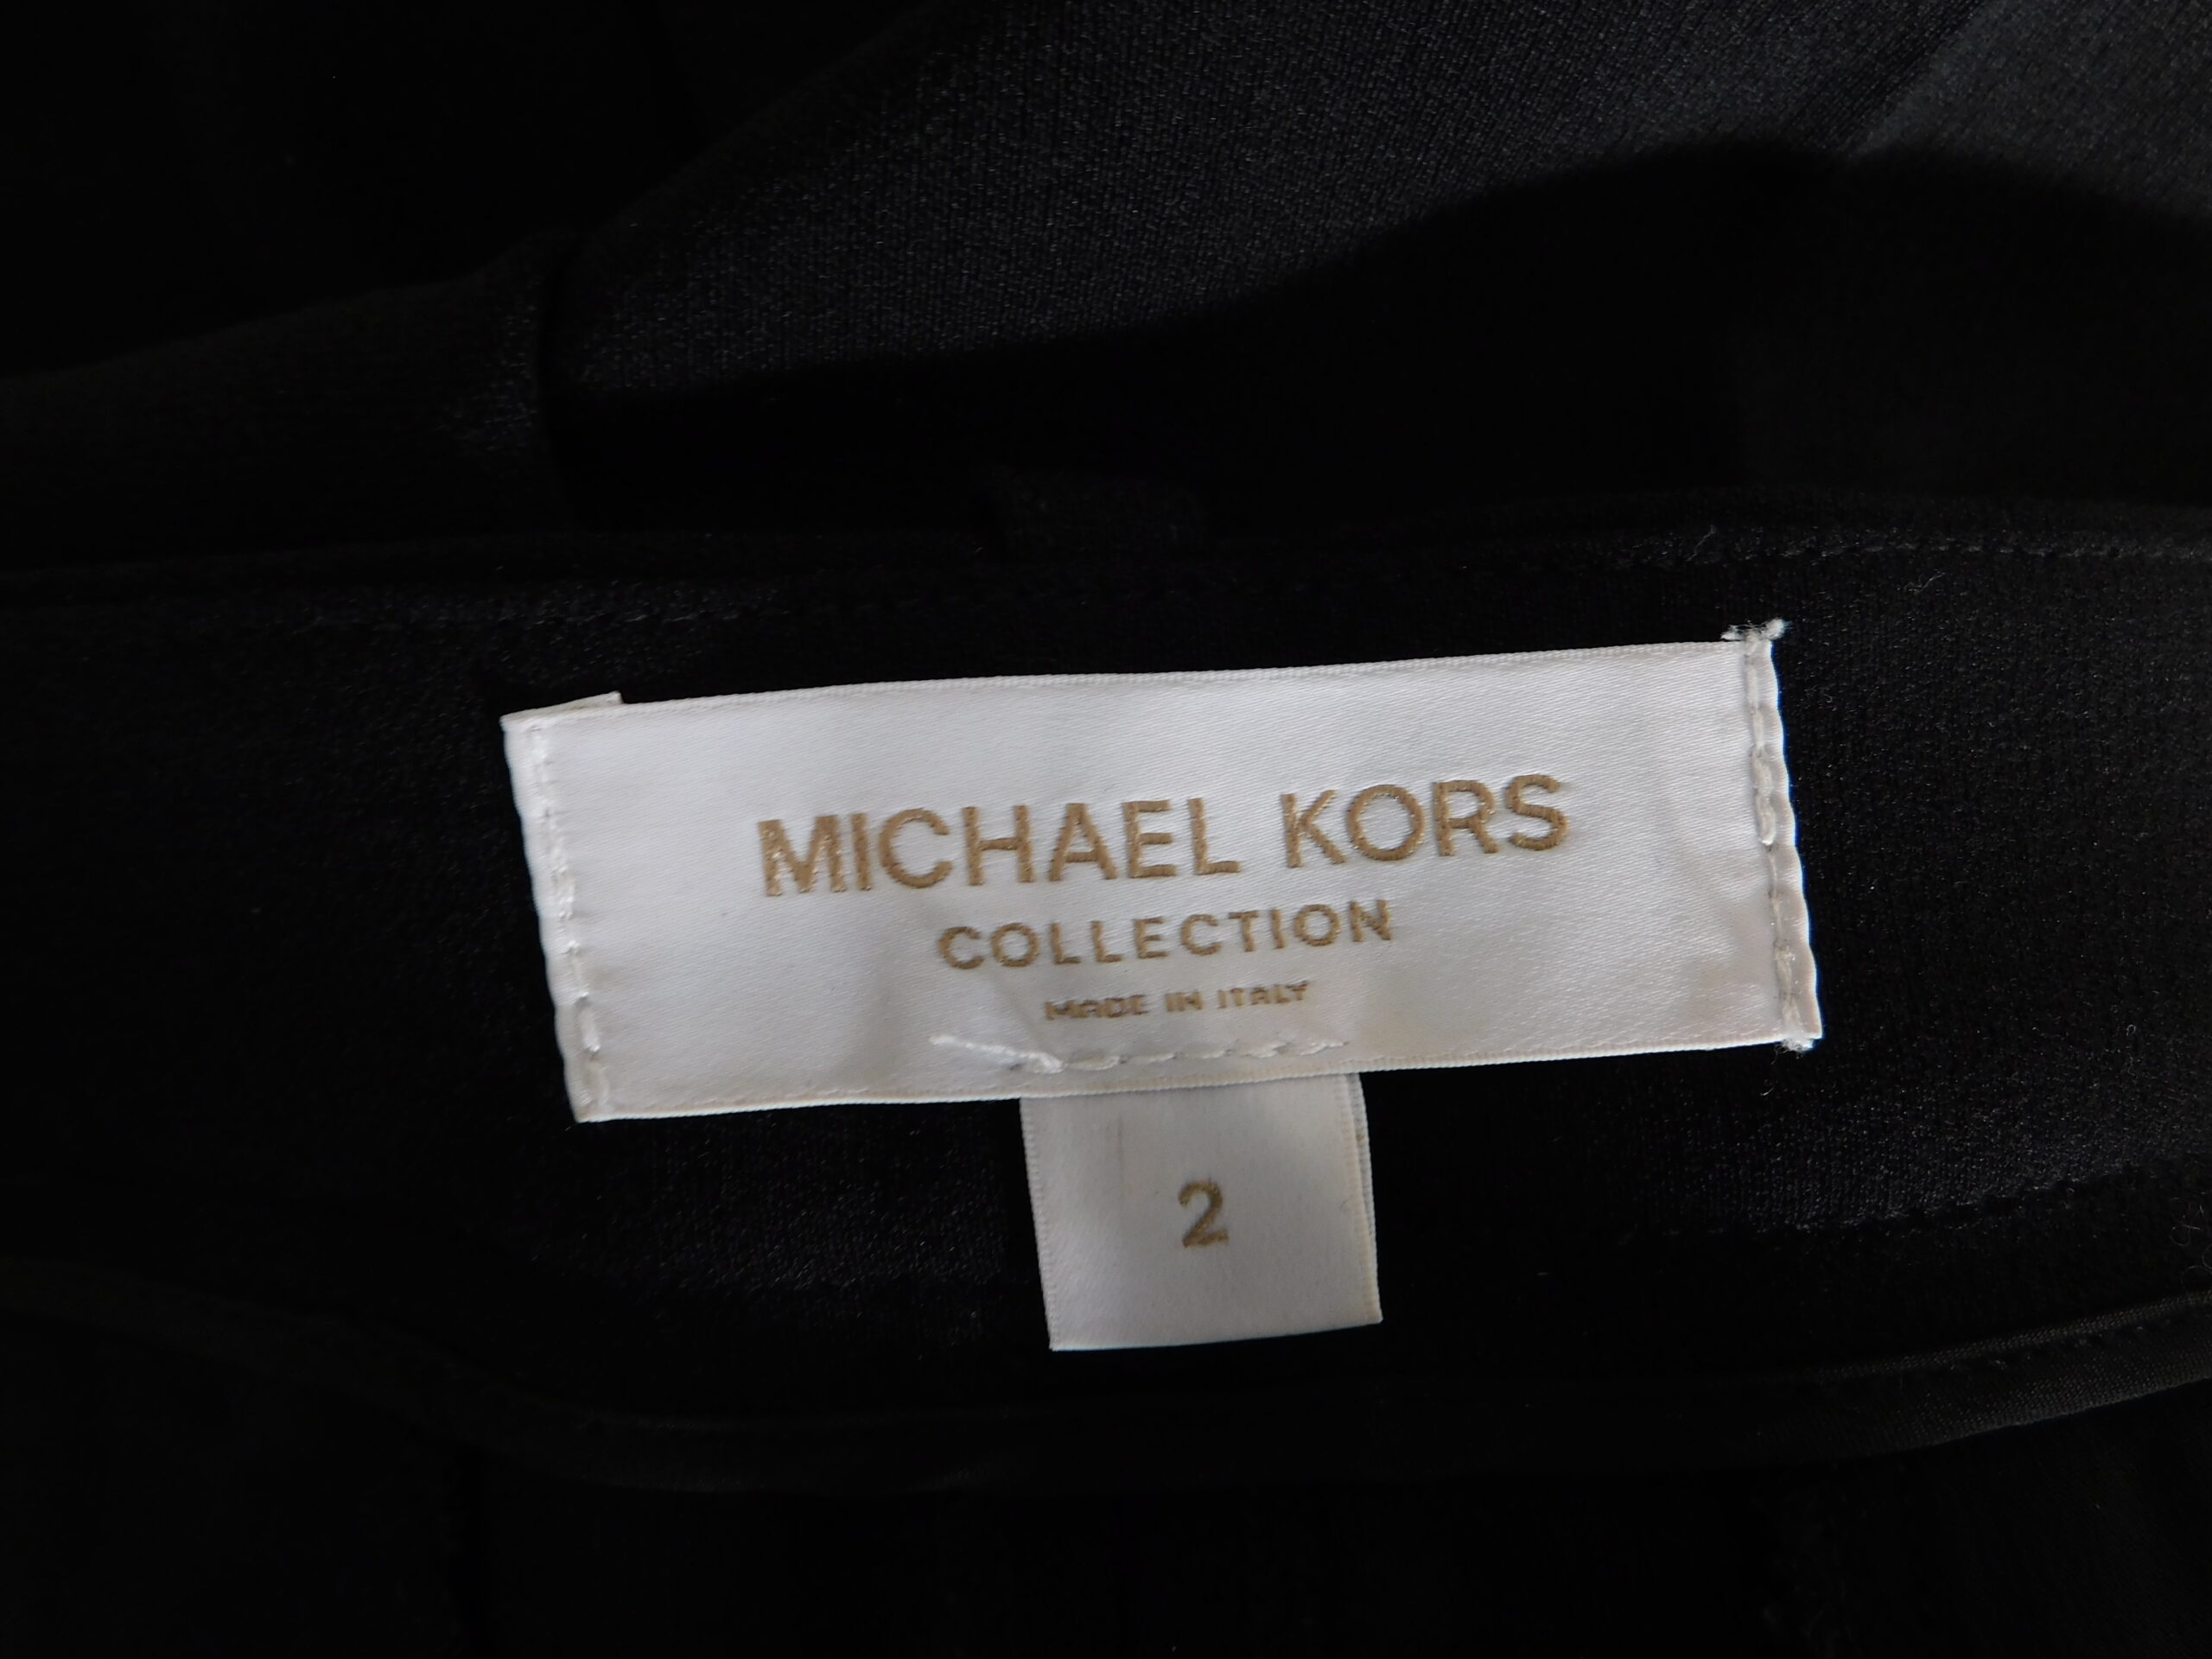 MICHAEL KORS
COLLECTION
MADE IN ITALY
2